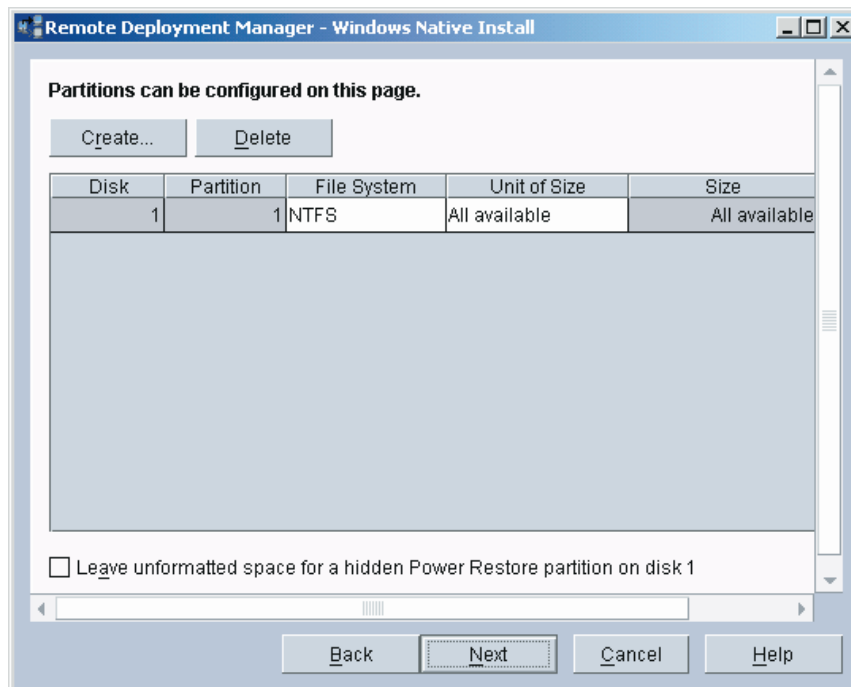 Remote Deployment Manager - Windows Native Install
Partitions can be configured on this page.
Create... Delete
Disk Partition File System Unit of Size Size
1 1 NTFS All available All available
Leave unformatted space for a hidden Power Restore partition on disk 1
Back Next Cancel Help